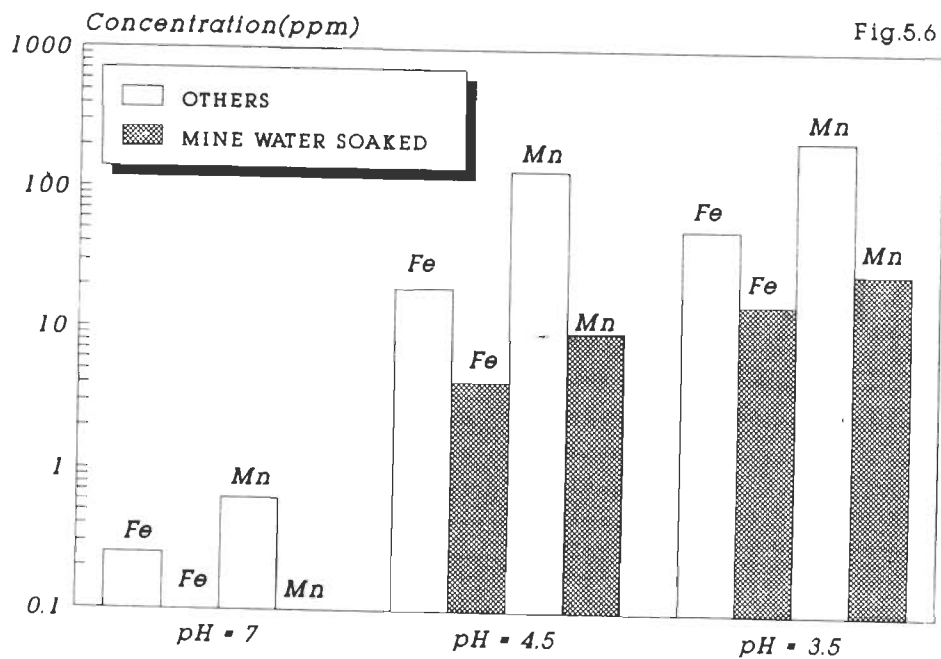 Concentration(ppm)
Fig.5.6
1000
OTHERS
MINE WATER SOAKED
100
10
1
0.1
Fe
Fe
Mn
Mn
Fe
Fe
Mn
Mn
Fe
Fe
Mn
Mn
pH = 7
pH = 4.5
pH = 3.5